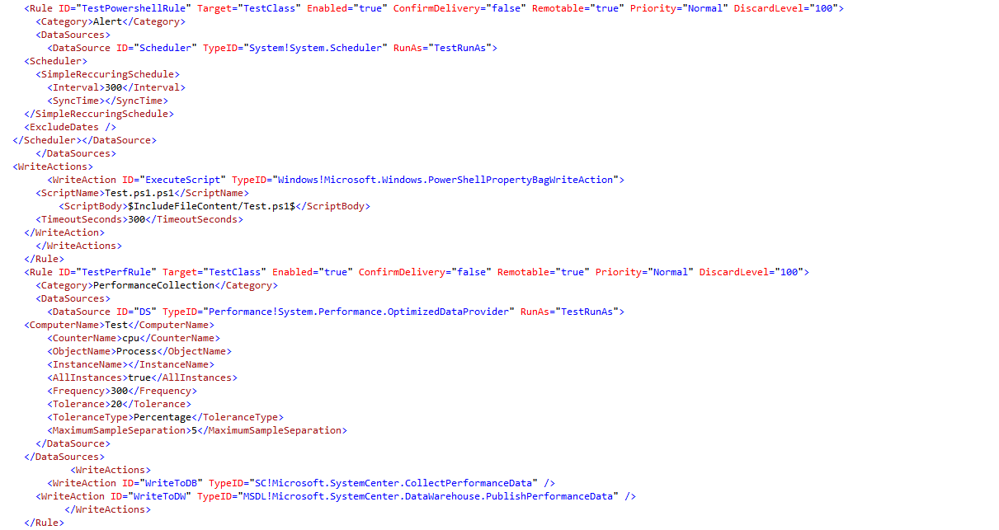 <Rule ID="TestPowershellRule" Target="TestClass" Enabled="true" ConfirmDelivery="false" Remotable="true" Priority="Normal" DiscardLevel="100">
<Category>Alert</Category>
<DataSources>
<DataSource ID="Scheduler" TypeID="System!System.Scheduler" RunAs="TestRunAs">
<Scheduler>
<SimpleReccuringSchedule>
<Interval>300</Interval>
<SyncTime></SyncTime>
</SimpleReccuringSchedule>
<ExcludeDates />
</Scheduler></DataSource>
</DataSources>
<WriteActions>
<WriteAction ID="ExecuteScript" TypeID="Windows!Microsoft.Windows.PowerShellPropertyBagWriteAction">
<ScriptName>Test.ps1.ps1</ScriptName>
<ScriptBody>$IncludeFileContent/Test.ps1$</ScriptBody>
<TimeoutSeconds>300</TimeoutSeconds>
</WriteAction>
</WriteActions>
</Rule>
<Rule ID="TestPerfRule" Target="TestClass" Enabled="true" ConfirmDelivery="false" Remotable="true" Priority="Normal" DiscardLevel="100">
<Category>PerformanceCollection</Category>
<DataSources>
<DataSource ID="DS" TypeID="Performance!System.Performance.OptimizedDataProvider" RunAs="TestRunAs">
<ComputerName>Test</ComputerName>
<CounterName>cpu</CounterName>
<ObjectName>Process</ObjectName>
<InstanceName></InstanceName>
<AllInstances>true</AllInstances>
<Frequency>300</Frequency>
<Tolerance>20</Tolerance>
<ToleranceType>Percentage</ToleranceType>
<MaximumSampleSeparation>5</MaximumSampleSeparation>
</DataSource>
</DataSources>
<WriteActions>
<WriteAction ID="WriteToDB" TypeID="SC!Microsoft.SystemCenter.CollectPerformanceData" />
<WriteAction ID="WriteToDW" TypeID="MSDL!Microsoft.SystemCenter.DataWarehouse.PublishPerformanceData" />
</WriteActions>
</Rule>